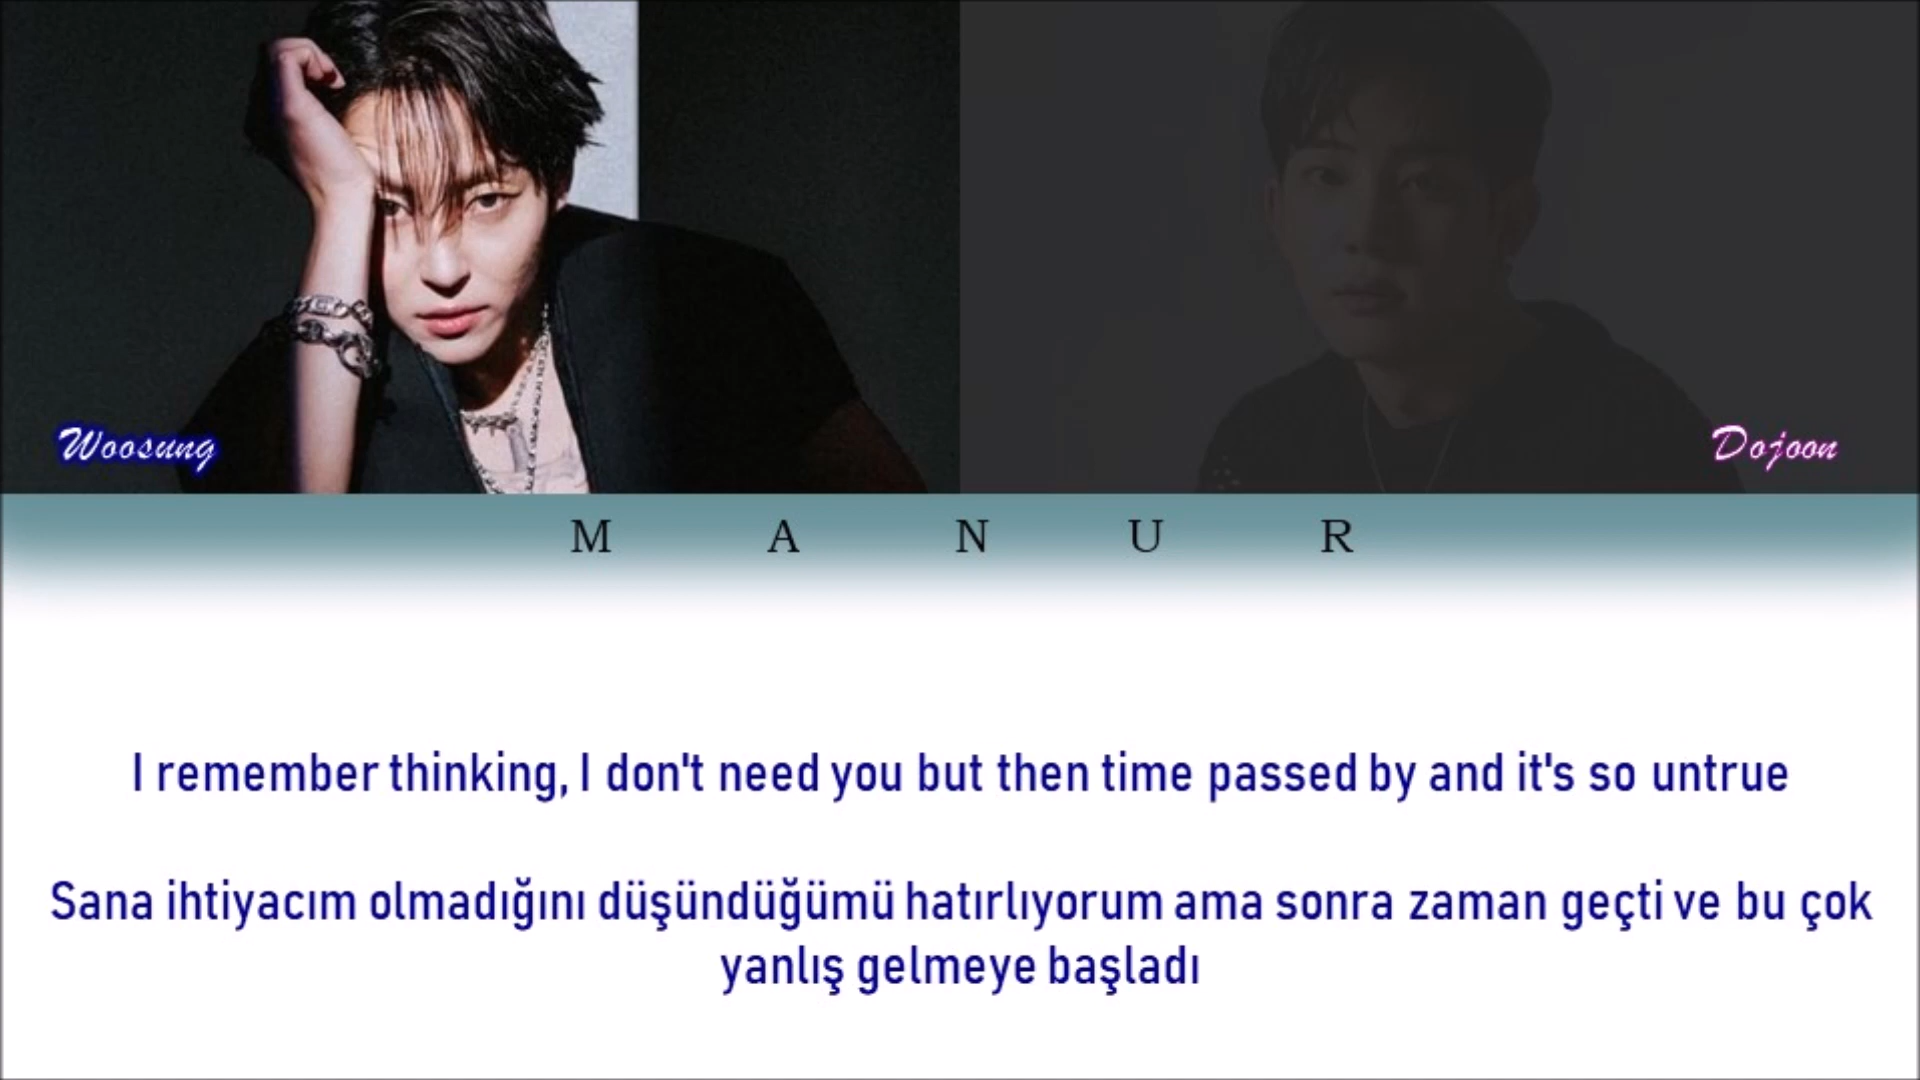 Woosung
Dojoon
M A N U R
I remember thinking, I don't need you but then time passed by and it's so untrue
Sana ihtiyacım olmadığını düşündüğümü hatırlıyorum ama sonra zaman geçti ve bu çok
yanlış gelmeye başladı